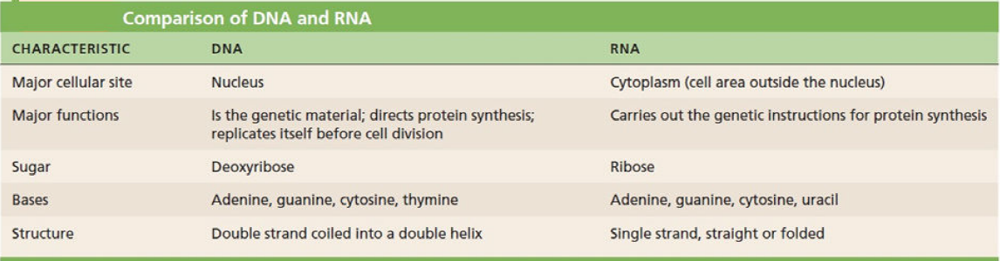 Comparison of DNA and RNA
CHARACTERISTIC DNA RNA
Major cellular site Nucleus Cytoplasm (cell area outside the nucleus)
Major functions Is the genetic material; directs protein synthesis; Carries out the genetic instructions for protein synthesis
replicates itself before cell division
Sugar Deoxyribose Ribose
Bases Adenine, guanine, cytosine, thymine Adenine, guanine, cytosine, uracil
Structure Double strand coiled into a double helix Single strand, straight or folded